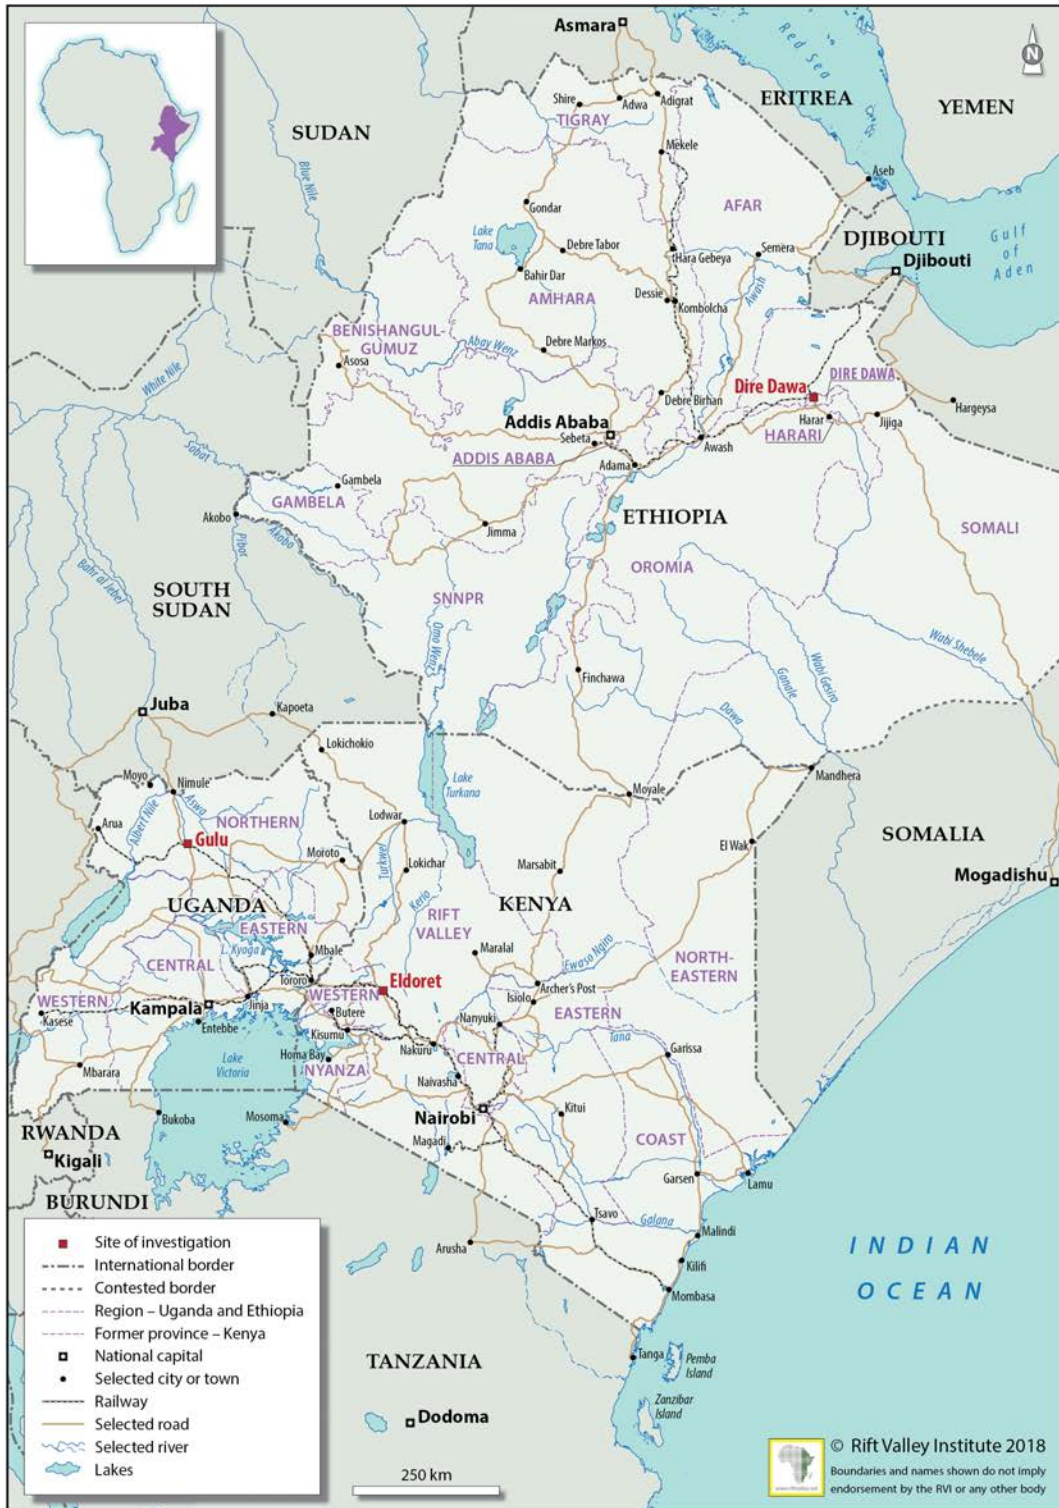 Asmara
Red Sea
N
ERITREA
YEMEN
SUDAN
Shire
Adwa
Adigrat
TIGRAY
Mekele
Blue Nile
Aseb
Gondar
AFAR
Lake
Tana
Debre Tabor
Hara Gebeya
Semera
DJIBOUTI
Djibouti
Gulf
of
Aden
Bahir Dar
AMHARA
Dessie
Kombolcha
Awash
BENISHANGUL-
GUMUZ
Asosa
Abay Wenz
Debre Markos
White Nile
Dire Dawa
DIRE DAWA
Debre Birhan
Hargeysa
Addis Ababa
Sebeta
Harar
Jijiga
HARARI
Awash
ADDIS ABABA
Adama
Sobat
Gambela
GAMBELA
Akobo
Akobo
Pibor
Jimma
ETHIOPIA
SOMALI
OROMIA
Bahr al Jebel
SOUTH
SUDAN
SNNPR
Omo Wenz
Wabi Shebele
Finchawa
Ganale
Wabi Gesiro
Dawa
Juba
Kapoeta
Lokichokio
Lake
Turkana
Mandhera
Moyo
Nimule
Moyale
Aswa
Albert Nile
Arua
NORTHERN
Lodwar
Gulu
SOMALIA
El Wak
Moroto
Turkwel
Lokichar
Marsabit
Mogadishu
Kerio
UGANDA
RIFT
VALLEY
KENYA
EASTERN
L. Kyoga
Mbale
Maralal
Ewaso Ngiro
NORTH-
EASTERN
CENTRAL
Tororo
Eldoret
Archer's Post
WESTERN
WESTERN
Isiolo
Kampala
Jinja
Butere
EASTERN
Kasese
Entebbe
Kisumu
Nanyuki
Tana
Nakuru
Garissa
Homa Bay
CENTRAL
Lake
Victoria
NYANZA
Mbarara
Naivasha
Nairobi
Kitui
Bukoba
Mosoma
RWANDA
Magadi
COAST
Kigali
Garsen
Lamu
BURUNDI
Tsavo
Galana
Malindi
Arusha
Kilifi
INDIAN
OCEAN
Mombasa
TANZANIA
Tanga
Pemba
Island
Zanzibar
Island
Dodoma
Site of investigation
International border
Contested border
Region – Uganda and Ethiopia
Former province – Kenya
National capital
Selected city or town
Railway
Selected road
Selected river
Lakes
250 km
© Rift Valley Institute 2018
Boundaries and names shown do not imply
endorsement by the RVI or any other body